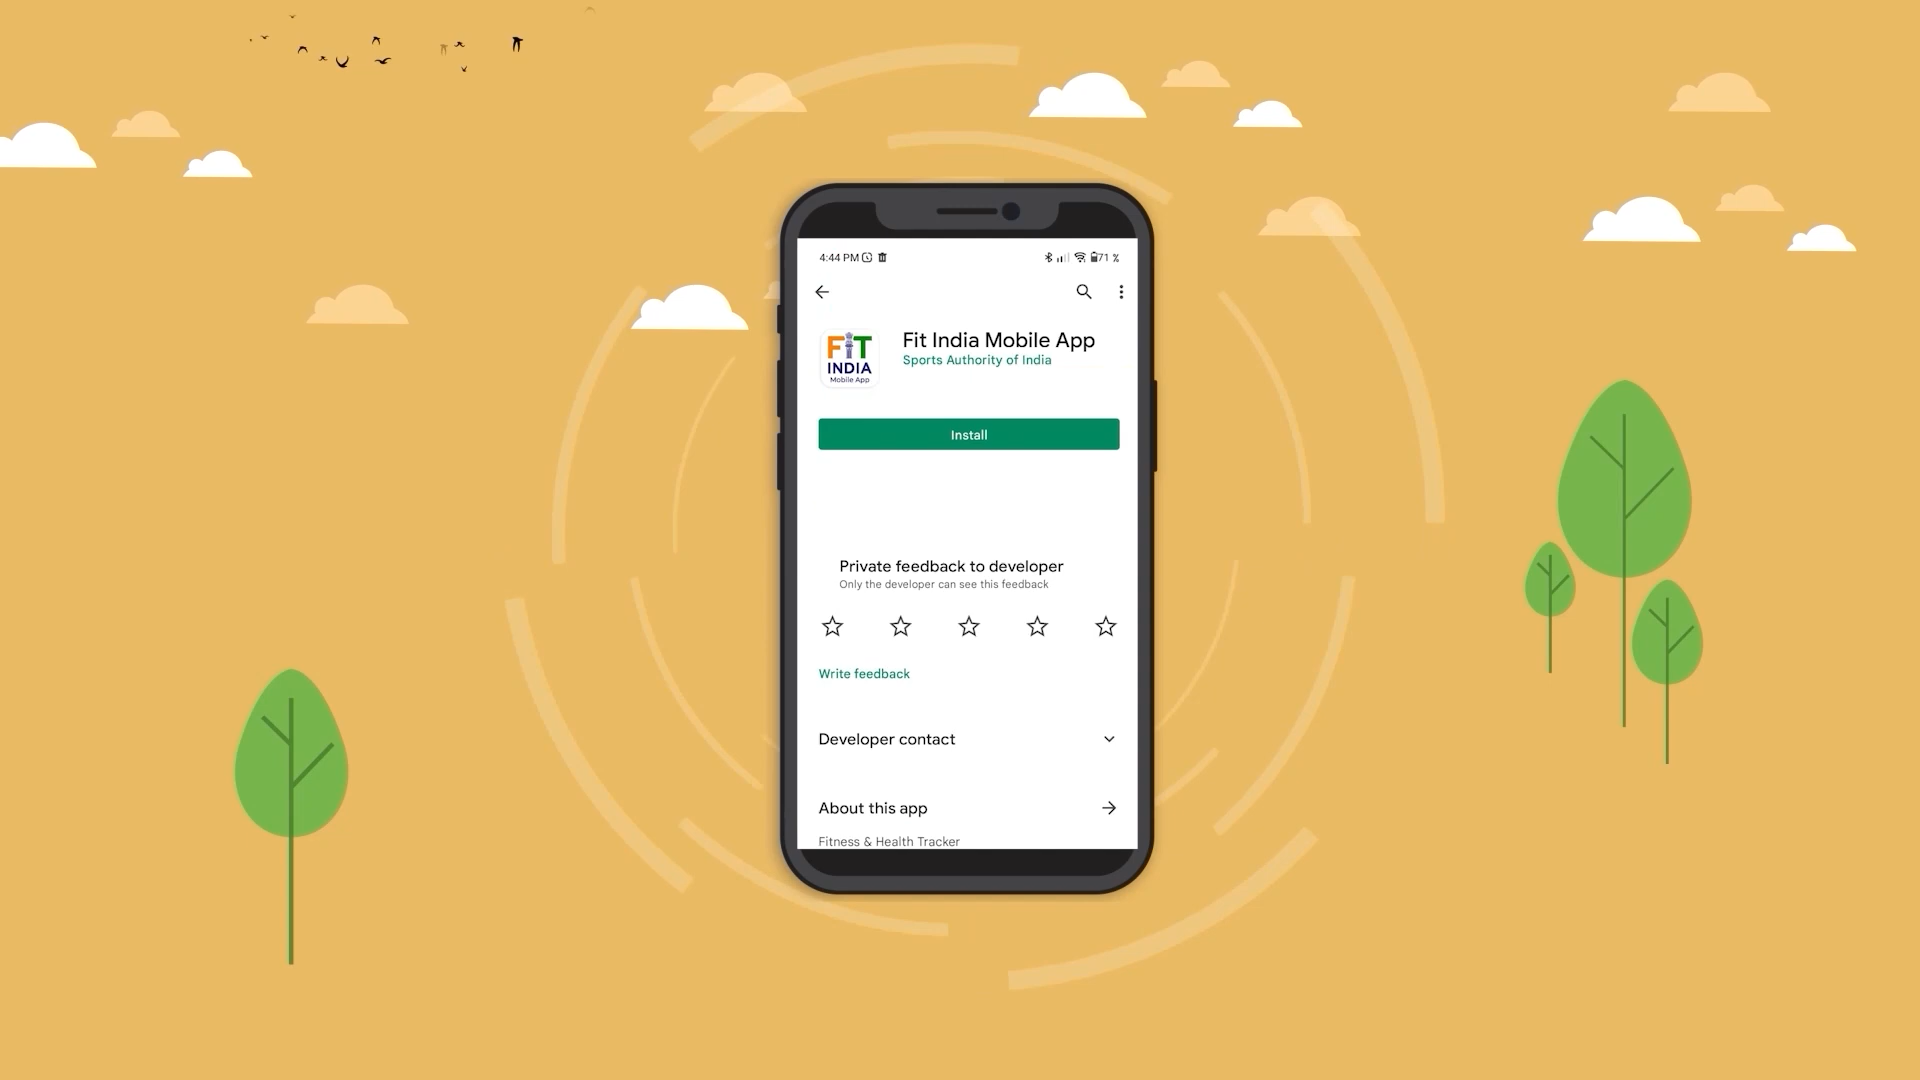 4:44 PM
71 %
FiT
INDIA
Mobile App
Fit India Mobile App
Sports Authority of India
Install
Private feedback to developer
Only the developer can see this feedback
Write feedback
Developer contact
About this app
Fitness & Health Tracker